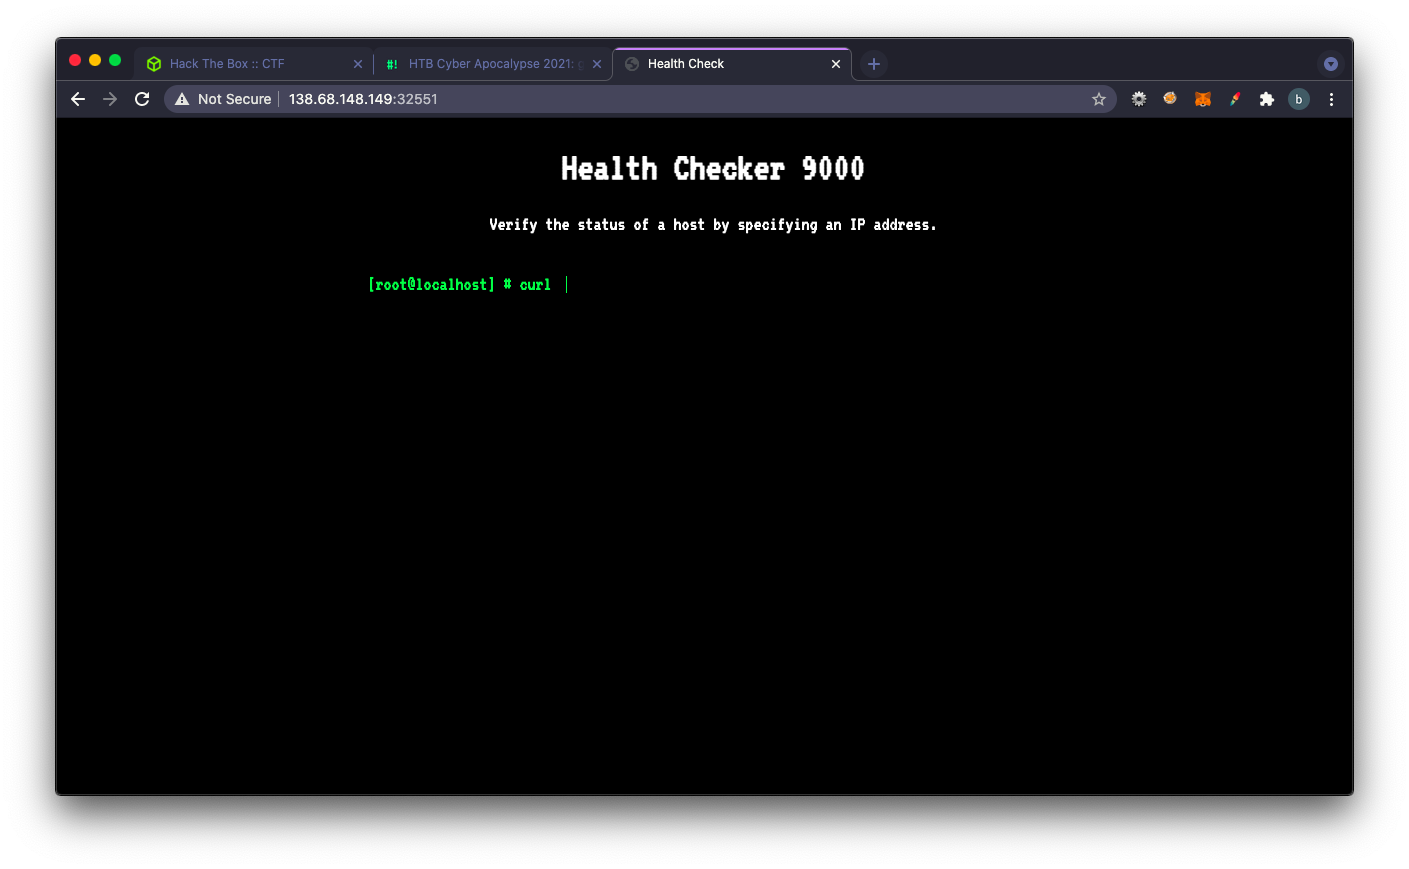 Hack The Box :: CTF
HTB Cyber Apocalypse 2021:
Health Check
Not Secure
138.68.148.149:32551
b
Health Checker 9000
Verify the status of a host by specifying an IP address.
[root@localhost] # curl